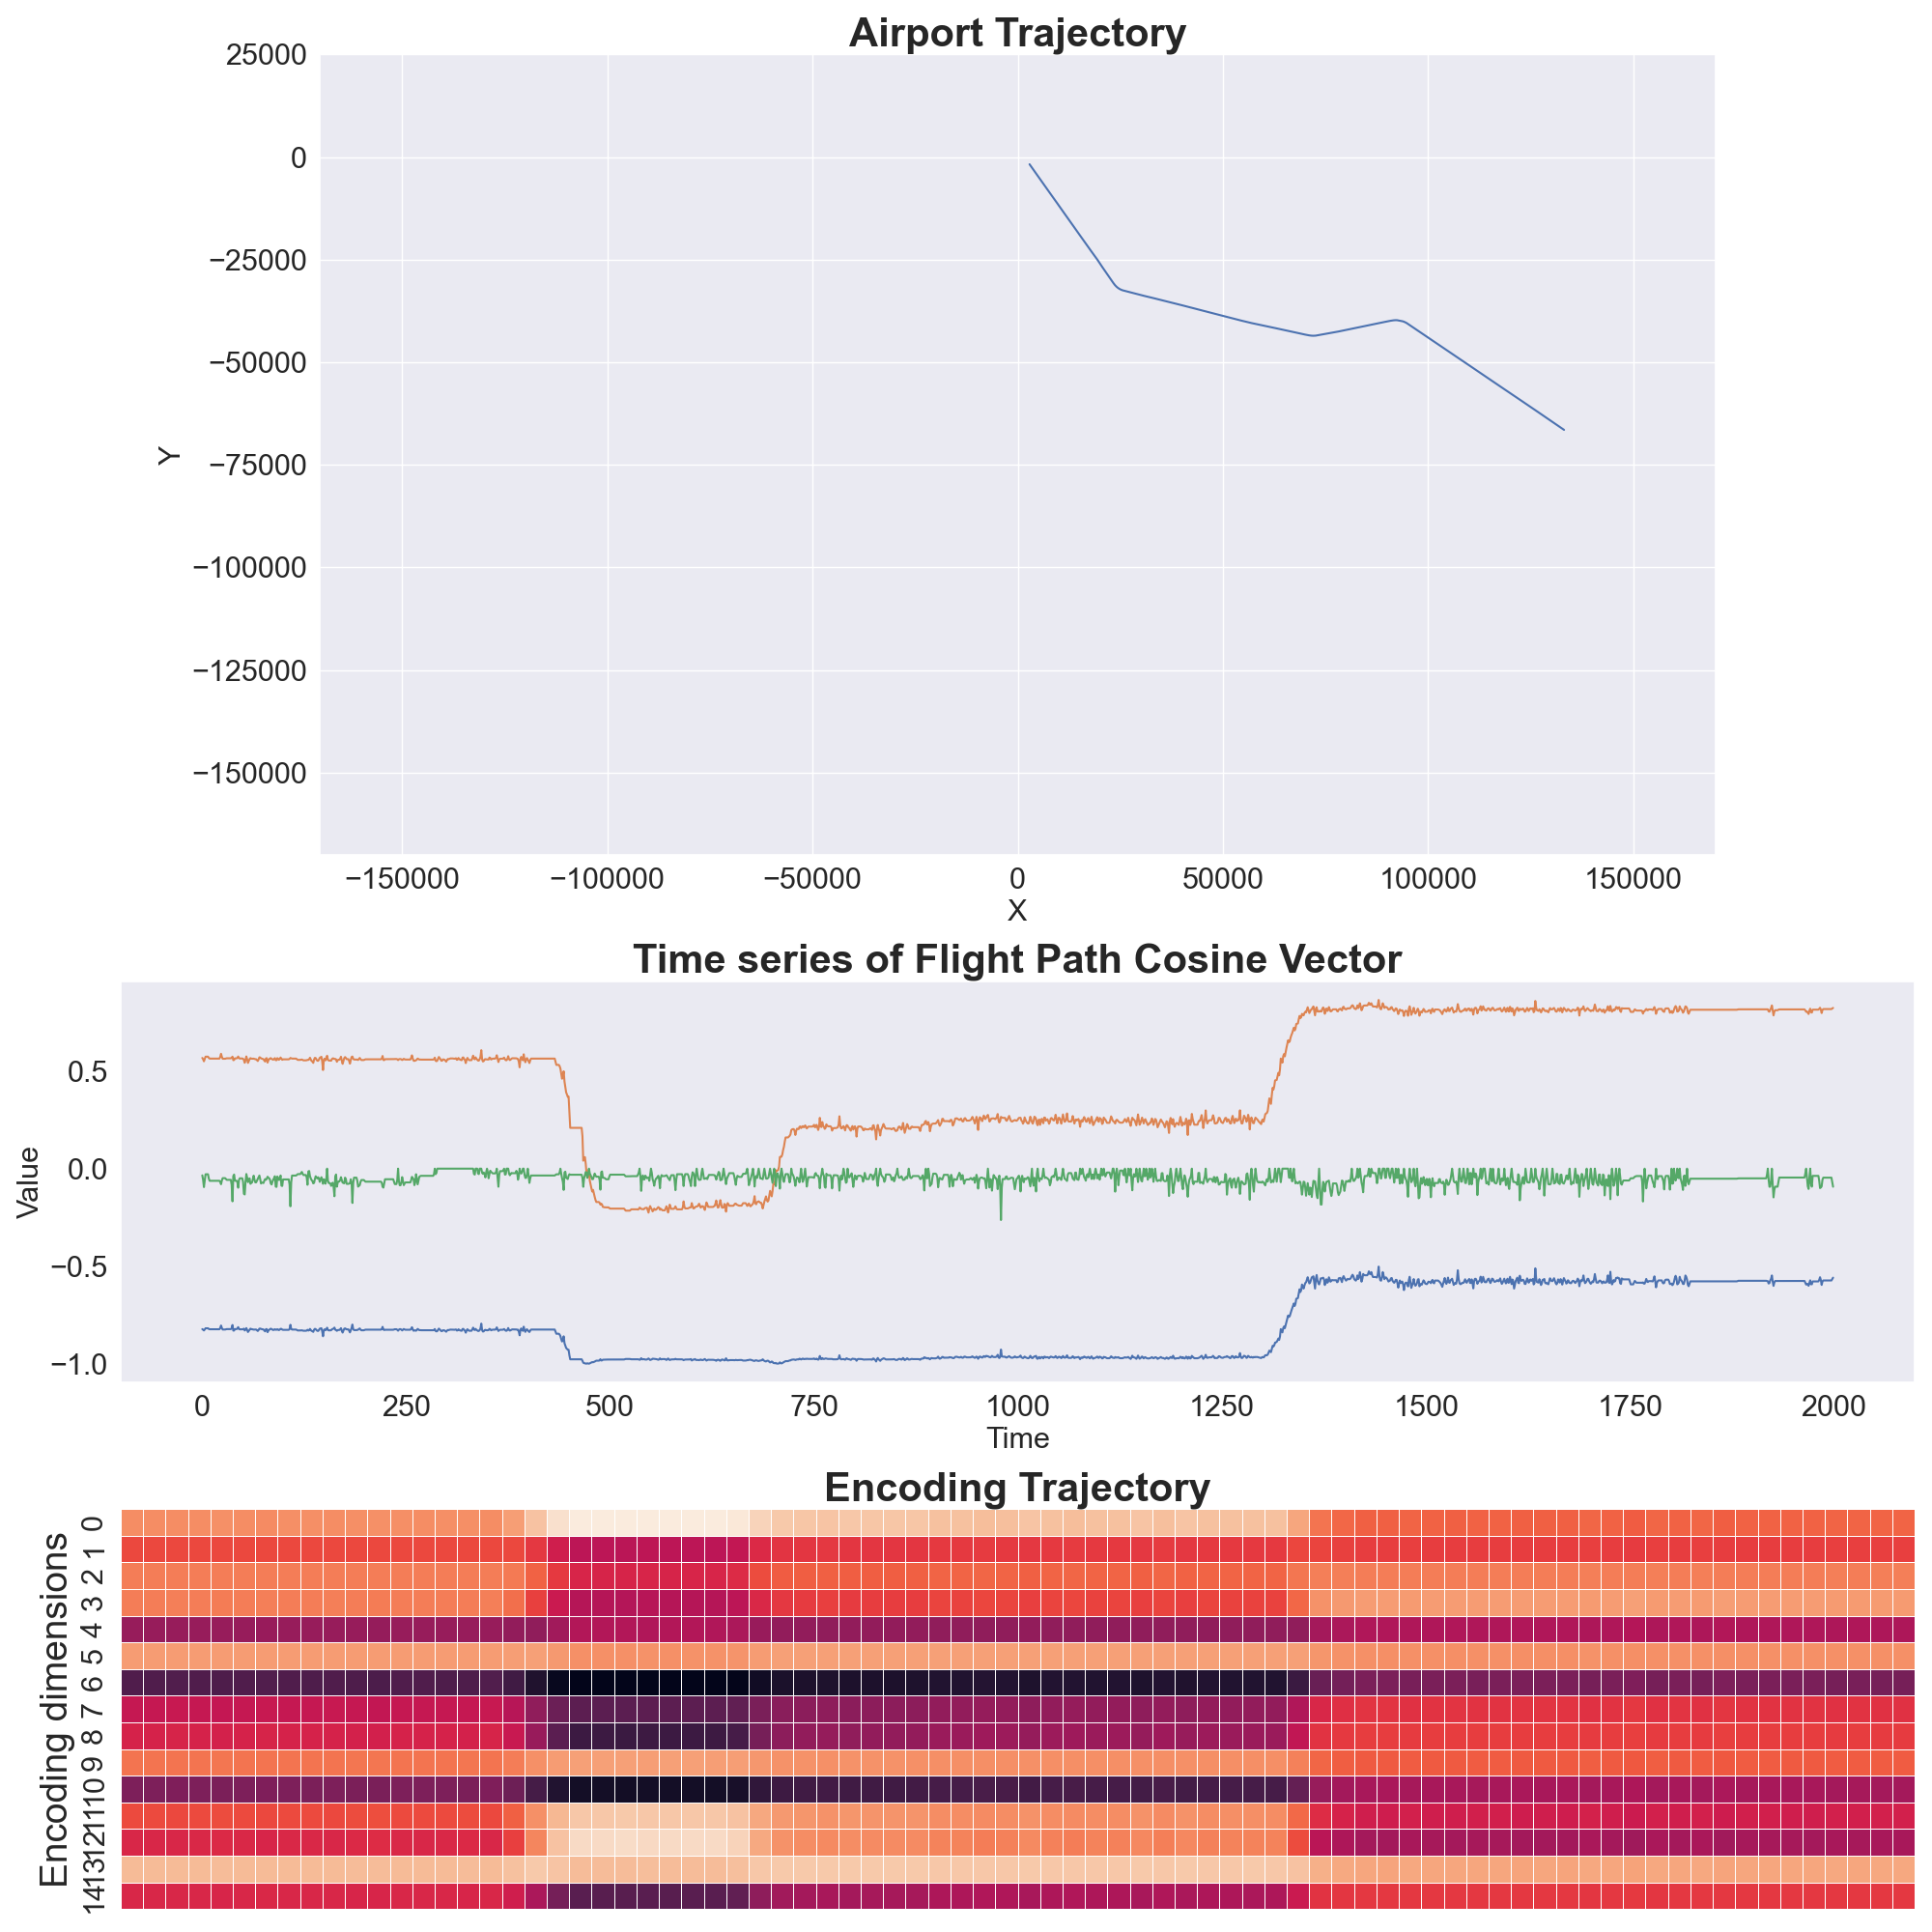 Airport Trajectory
25000
0
−25000
−50000
−75000
−100000
−125000
−150000
Y
−150000 −100000 −50000 0 50000 100000 150000
X
Time series of Flight Path Cosine Vector
0.5
0.0
−0.5
−1.0
Value
0 250 500 750 1000 1250 1500 1750 2000
Time
Encoding Trajectory
0
1
2
3
4
5
6
7
8
9
10
11
12
13
14
Encoding dimensions